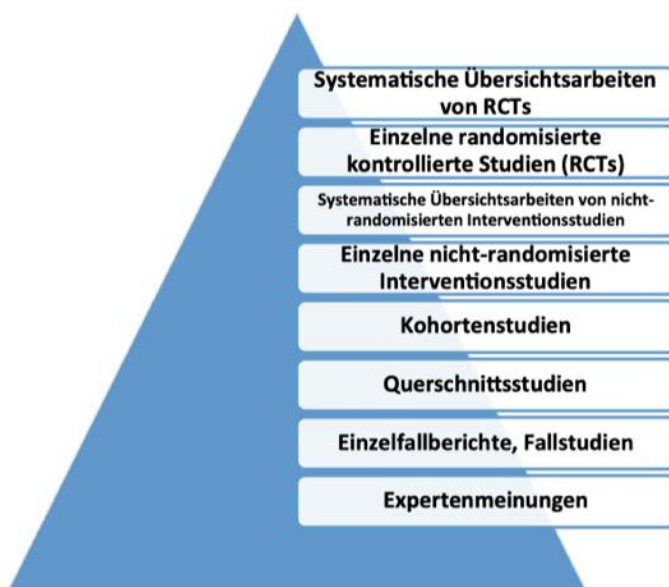 Systematische Übersichtsarbeiten
von RCTs
Einzelne randomisierte
kontrollierte Studien (RCTs)
Systematische Übersichtsarbeiten von nicht-
randomisierten Interventionsstudien
Einzelne nicht-randomisierte
Interventionsstudien
Kohortenstudien
Querschnittsstudien
Einzelfallberichte, Fallstudien
Expertenmeinungen